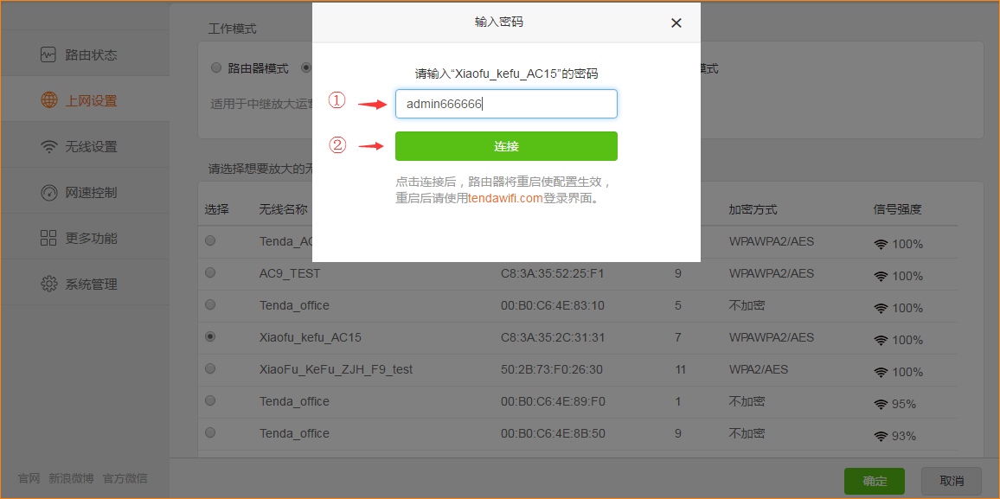 输入密码
工作模式
请输入“Xiaofu_kefu_AC15”的密码
路由状态
路由器模式
模式
① admin666666
上网设置
适用于中继放大运营
② 连接
无线设置
请选择想要放大的无
点击连接后，路由器将重启使配置生效，
重启后请使用tendawifi.com登录界面。
网速控制
选择 无线名称 加密方式 信号强度
更多功能
Tenda_AC WPAWPA2/AES 100%
AC9_TEST C8:3A:35:52:25:F1 9 WPAWPA2/AES 100%
系统管理
Tenda_office 00:B0:C6:4E:83:10 5 不加密 100%
Xiaofu_kefu_AC15 C8:3A:35:2C:31:31 7 WPAWPA2/AES 100%
XiaoFu_KeFu_ZJH_F9_test 50:2B:73:F0:26:30 11 WPA2/AES 100%
Tenda_office 00:B0:C6:4E:89:F0 1 不加密 95%
Tenda_office 00:B0:C6:4E:8B:50 9 不加密 93%
官网 新浪微博 官方微信
确定 取消